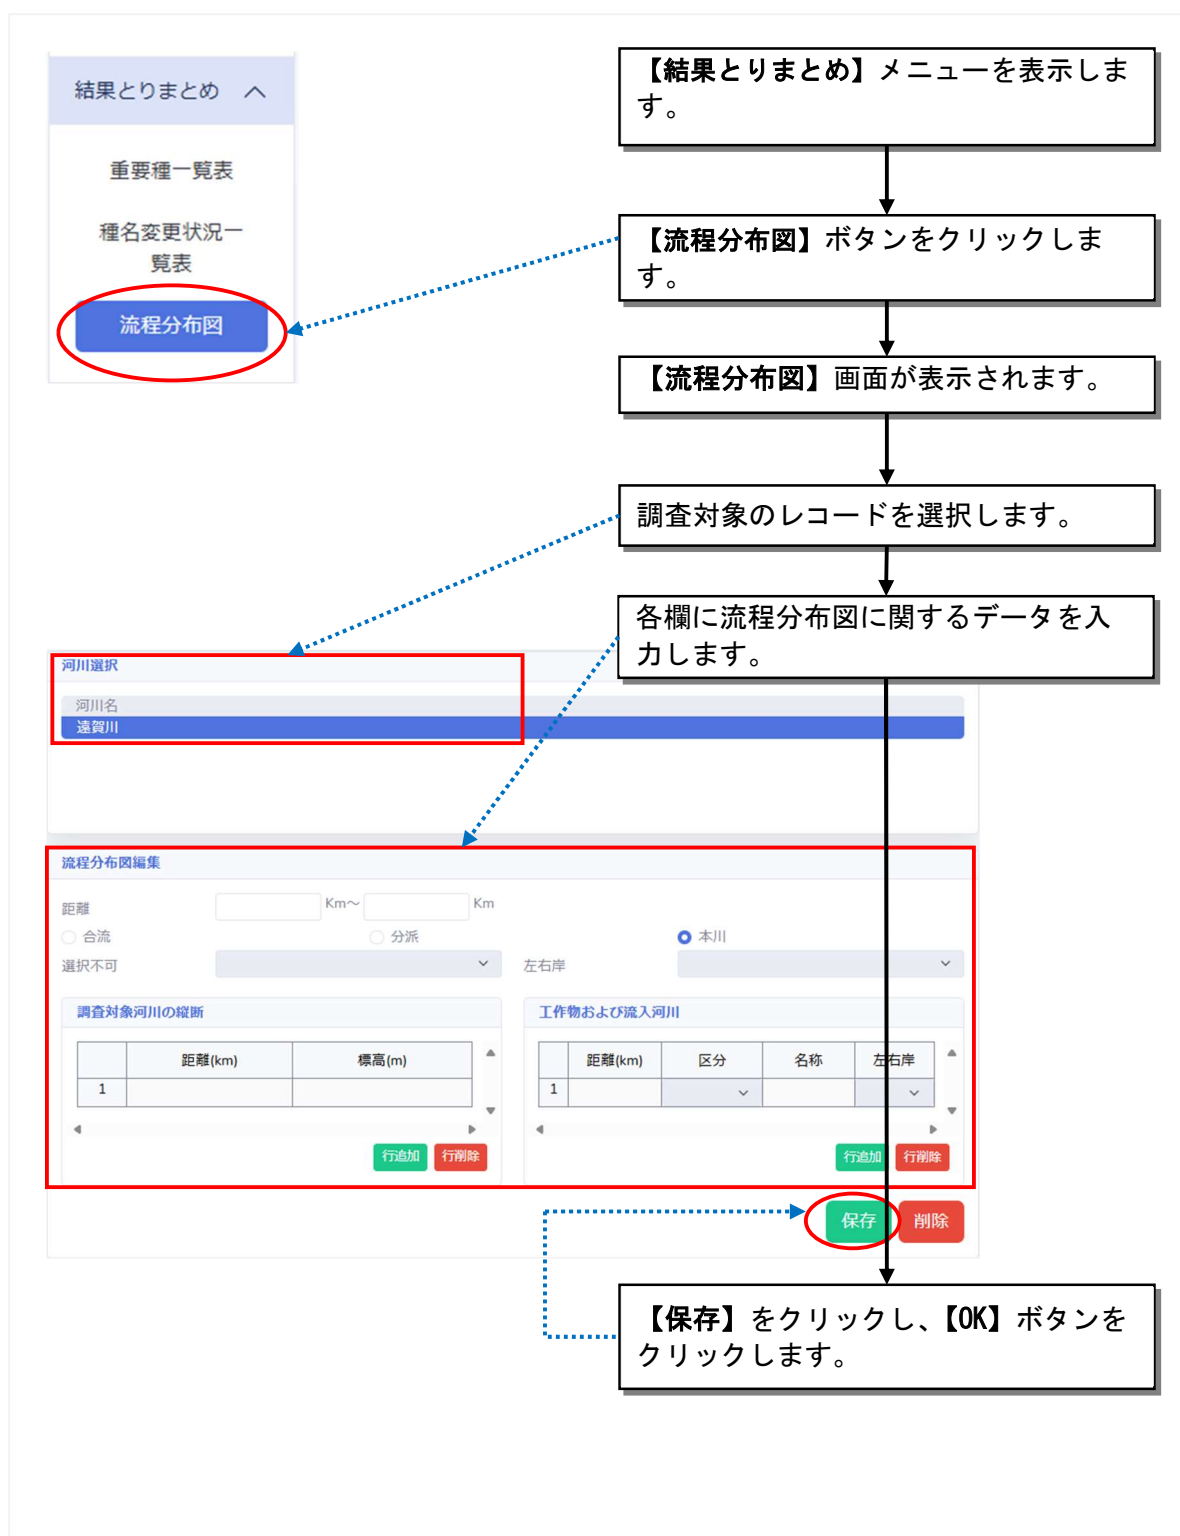 結果とりまとめ
重要種一覧表
種名変更状況一
覧表
流程分布図
【結果とりまとめ】メニューを表示しま
す。
【流程分布図】ボタンをクリックしま
す。
【流程分布図】画面が表示されます。
調査対象のレコードを選択します。
各欄に流程分布図に関するデータを入
力します。
河川選択
河川名
遠賀川
流程分布図編集
距離 Km～ Km
合流 分派 本川
選択不可 左右岸
調査対象河川の縦断
距離(km) 標高(m)
1
行追加 行削除
工作物および流入河川
距離(km) 区分 名称 左右岸
1
行追加 行削除
保存 削除
【保存】をクリックし、【OK】ボタンを
クリックします。